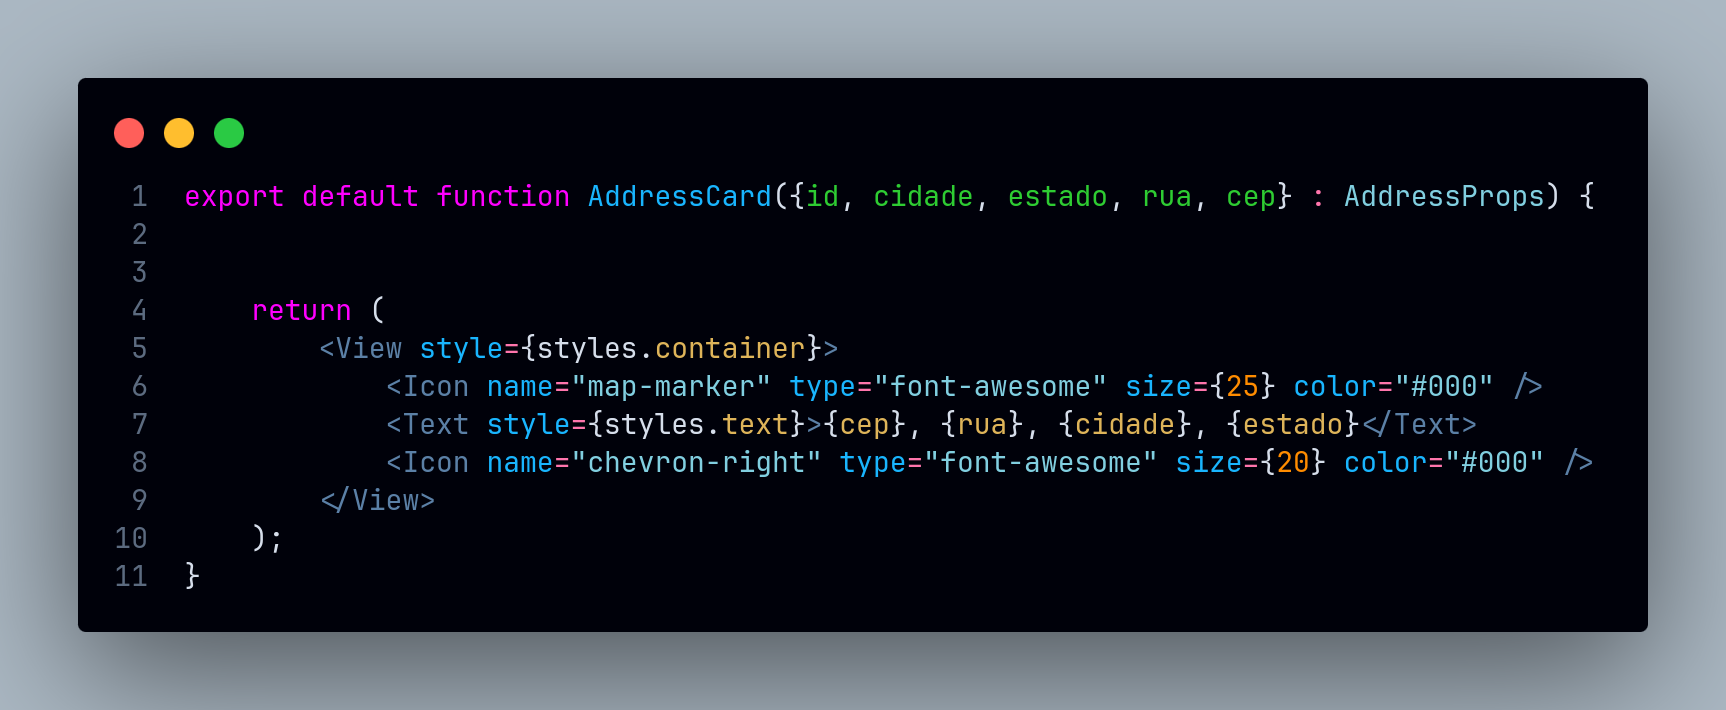 1 export default function AddressCard({id, cidade, estado, rua, cep} : AddressProps) {
2
3
4     return (
5         <View style={styles.container}>
6             <Icon name="map-marker" type="font-awesome" size={25} color="#000" />
7             <Text style={styles.text}>{cep}, {rua}, {cidade}, {estado}</Text>
8             <Icon name="chevron-right" type="font-awesome" size={20} color="#000" />
9         </View>
10     );
11 }